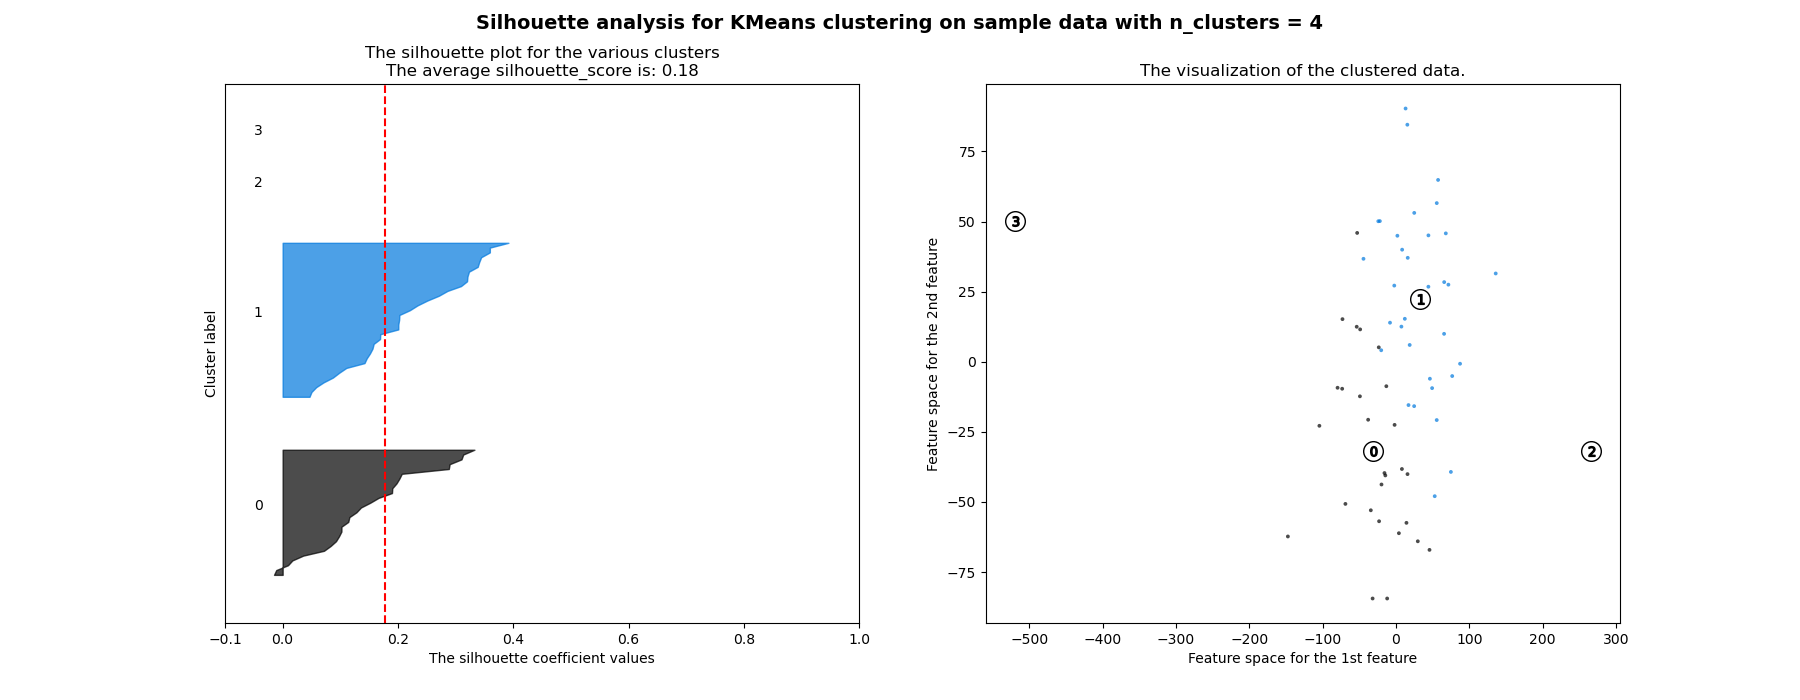 Silhouette analysis for KMeans clustering on sample data with n_clusters = 4
The silhouette plot for the various clusters
The average silhouette_score is: 0.18
3
2
1
0
Cluster label
−0.1 0.0 0.2 0.4 0.6 0.8 1.0
The silhouette coefficient values
The visualization of the clustered data.
75
50
25
0
−25
−50
−75
Feature space for the 2nd feature
3
1
0
2
−500 −400 −300 −200 −100 0 100 200 300
Feature space for the 1st feature